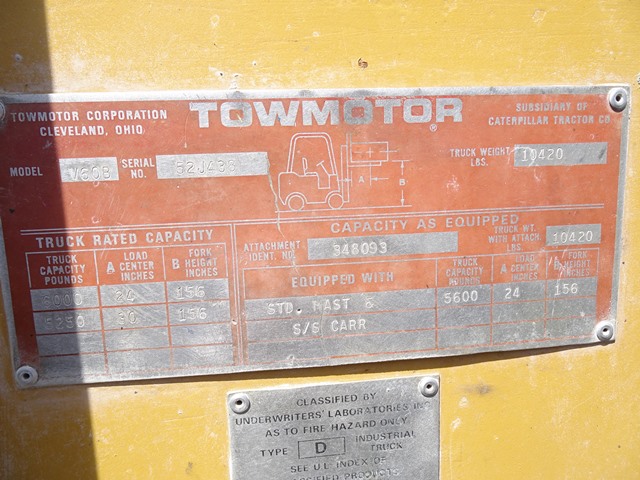 TOWMOTOR CORPORATION
CLEVELAND, OHIO
TOWMOTOR®
SUBSIDIARY OF
CATERPILLAR TRACTOR CO.
MODEL V60B SERIAL NO.
A
B
TRUCK WEIGHT LBS. 10420
TRUCK RATED CAPACITY
TRUCK CAPACITY POUNDS
A LOAD CENTER INCHES
B FORK HEIGHT INCHES
24 156
5250 30 156
CAPACITY AS EQUIPPED
ATTACHMENT IDENT. NO. 348093
TRUCK WT. WITH ATTACH. LBS. 10420
EQUIPPED WITH
TRUCK CAPACITY POUNDS
A LOAD CENTER INCHES
B FORK HEIGHT INCHES
STD. MAST & 5600 24 156
S/S CARR
CLASSIFIED BY
UNDERWRITERS' LABORATORIES, INC.
AS TO FIRE HAZARD ONLY
TYPE D INDUSTRIAL TRUCK
SEE U.L. INDEX OF
CLASSIFIED PRODUCTS